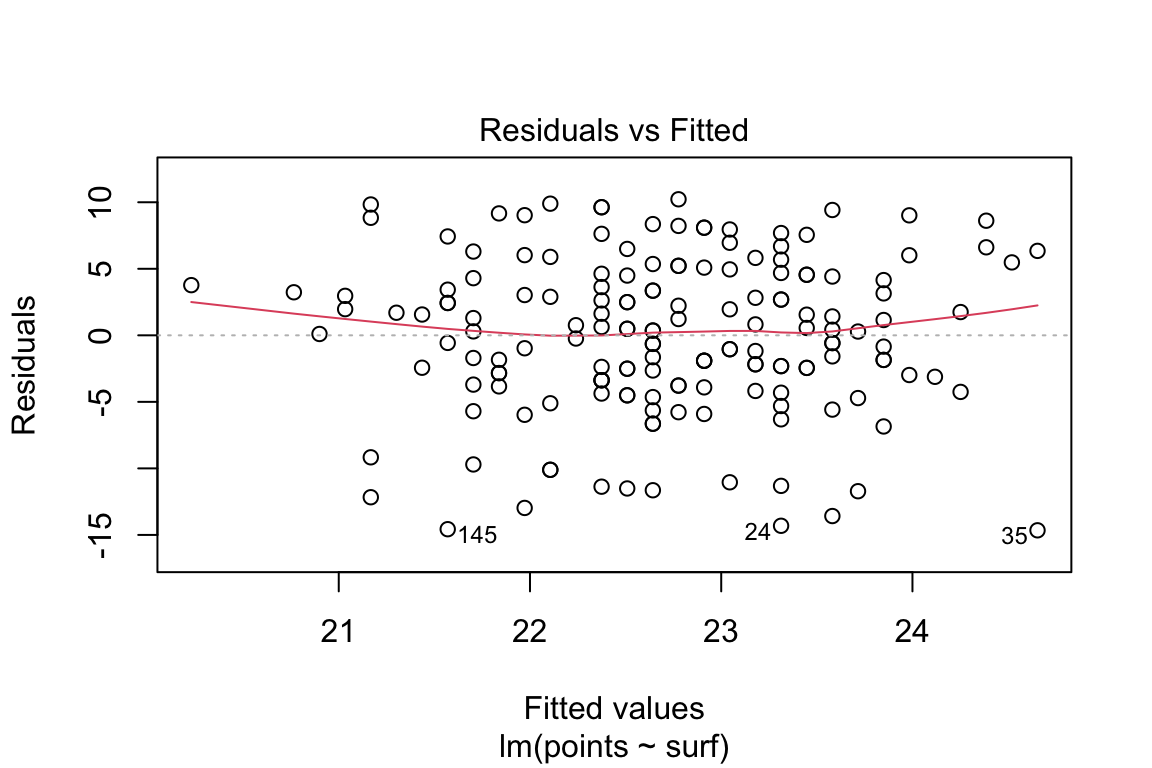 Residuals vs Fitted
Residuals
10
5
0
-5
-15
145
24
35
21 22 23 24
Fitted values
lm(points ~ surf)